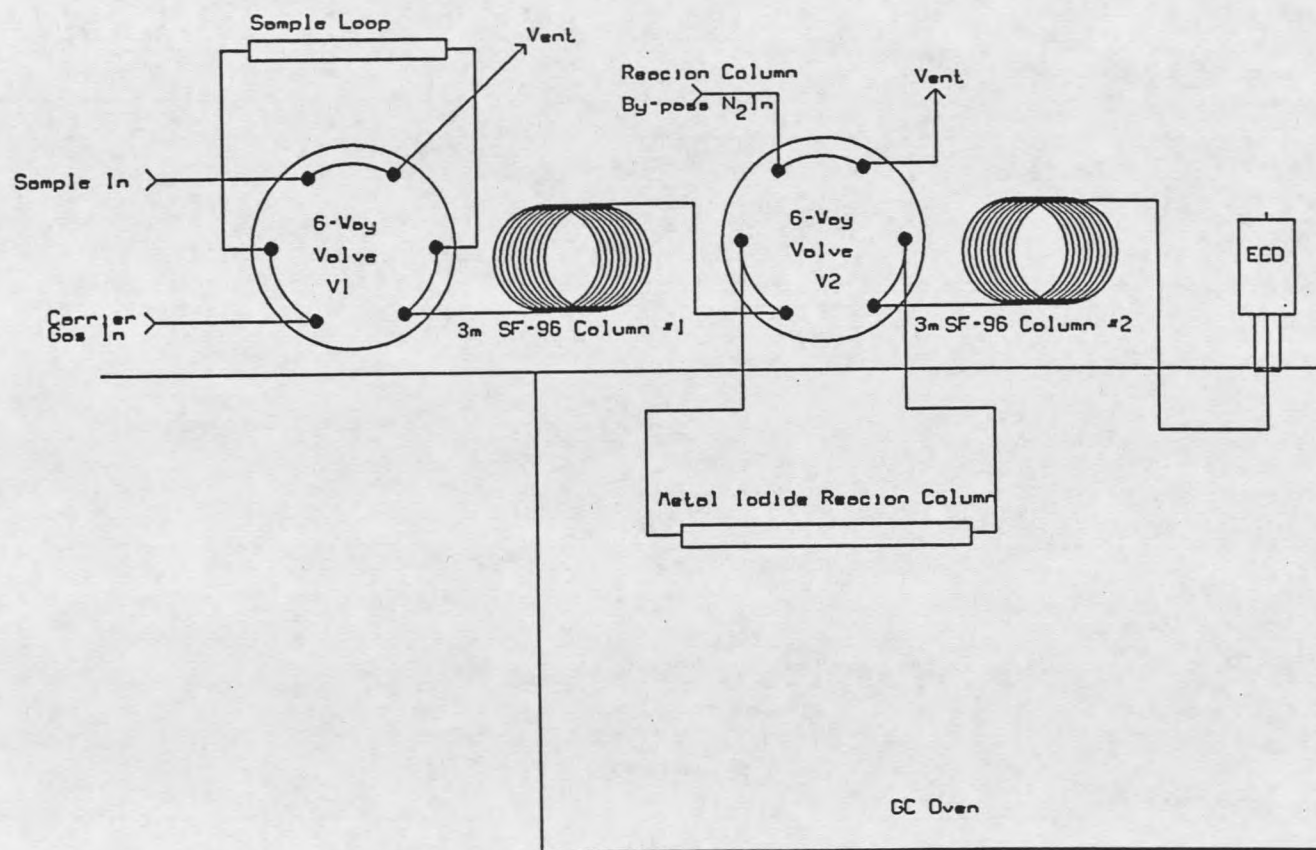 Sample Loop
Vent
Sample In
6-Way
Valve
V1
Carrier
Gas In
3m SF-96 Column #1
Reacion Column
By-pass N2 In
Vent
6-Way
Valve
V2
3m SF-96 Column #2
ECD
Metal Iodide Reacion Column
GC Oven